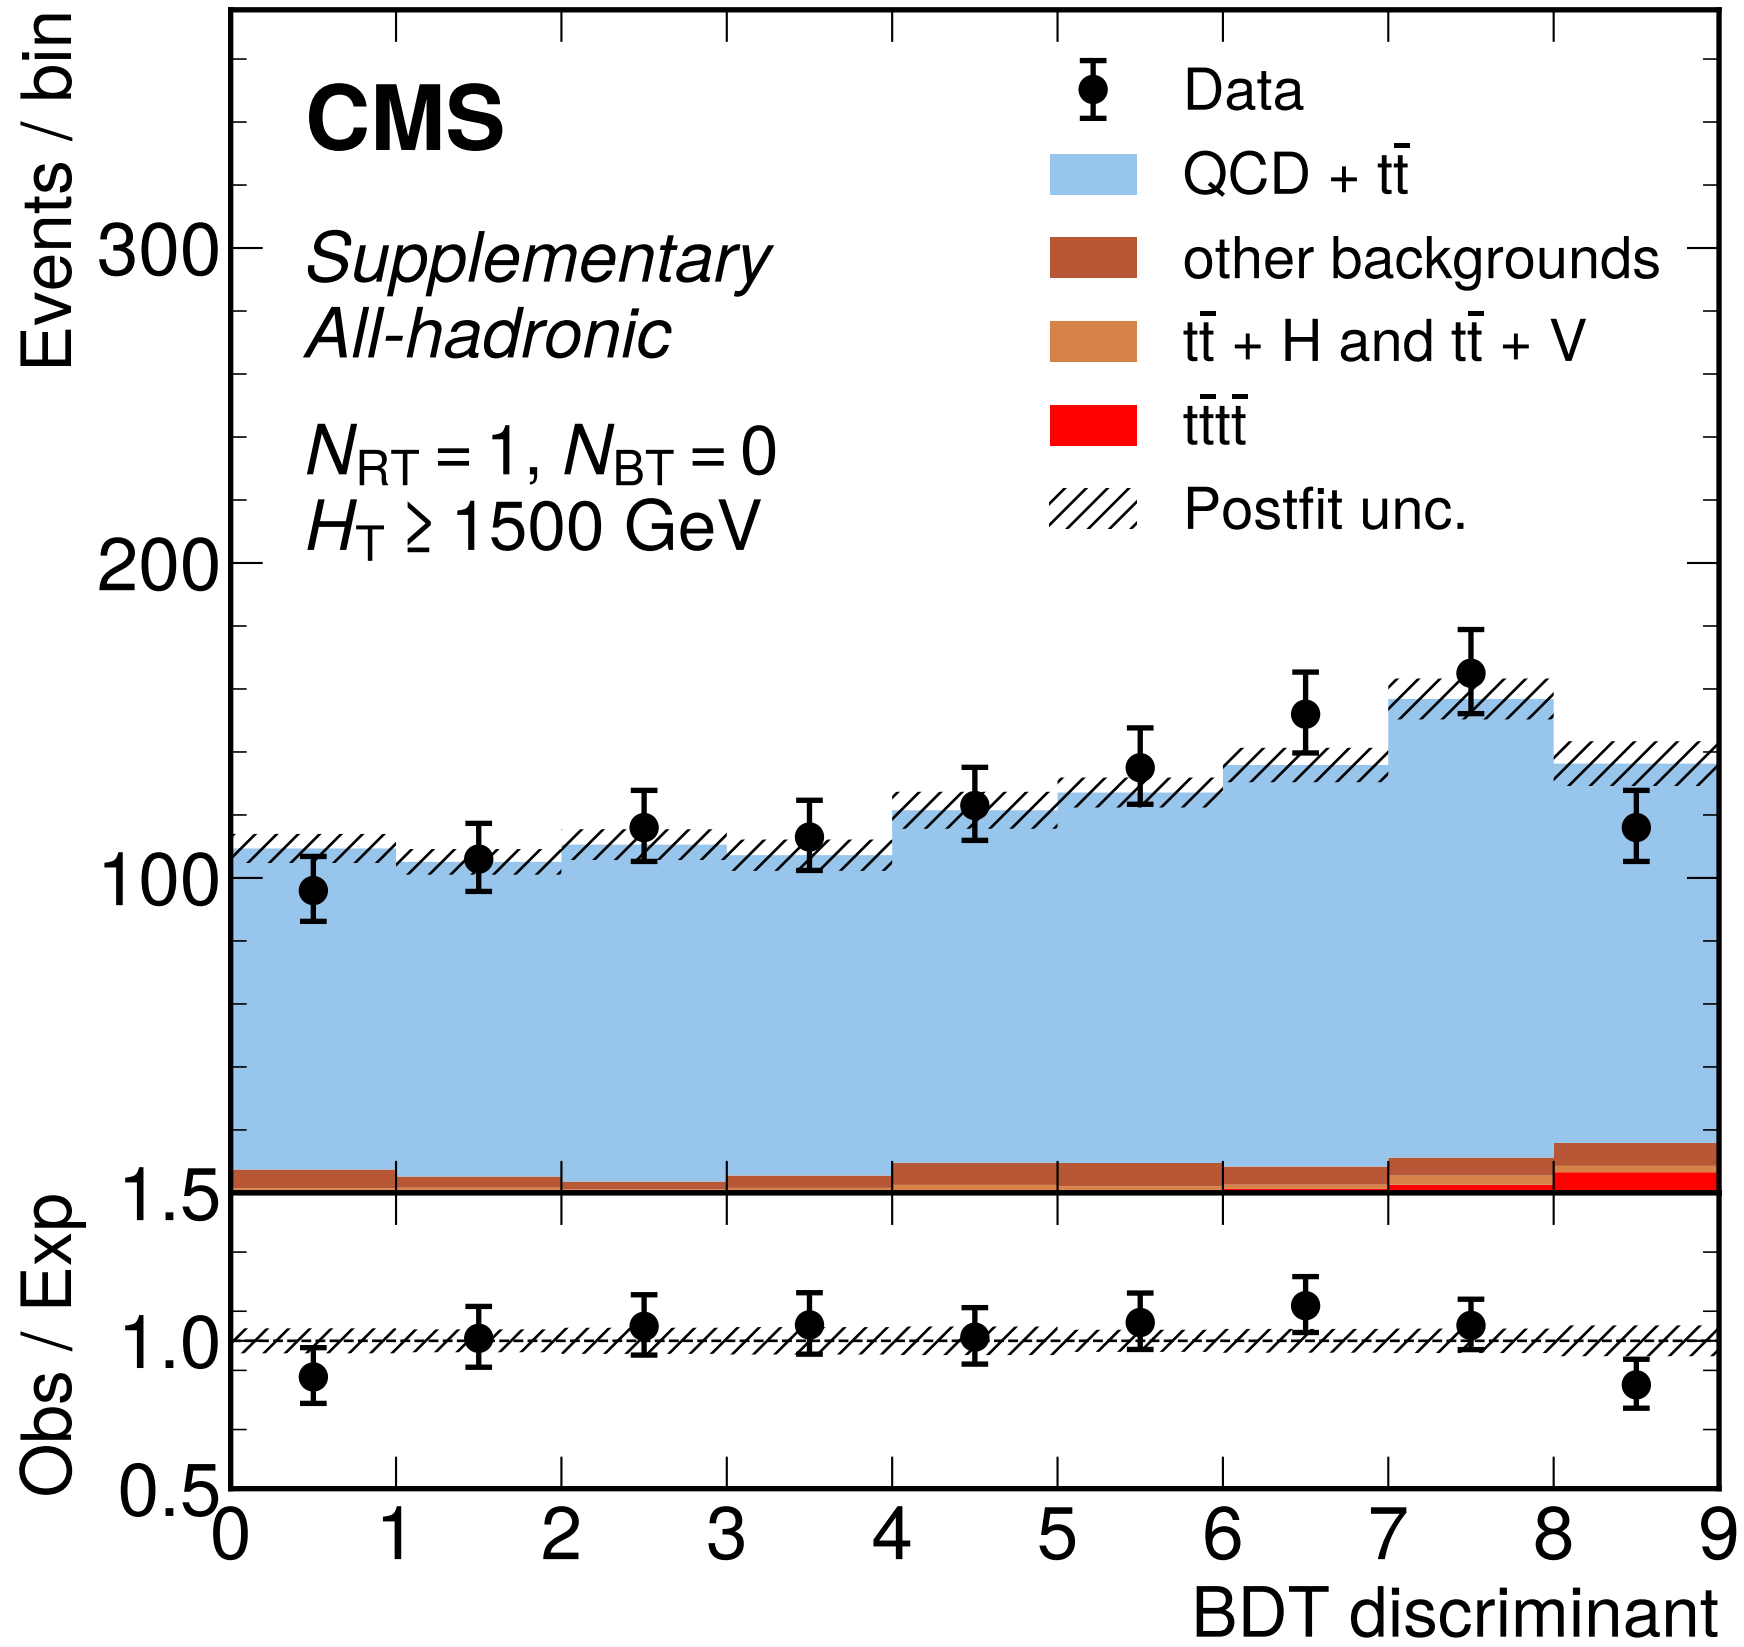 Events / bin
300
200
100
CMS
Supplementary
All-hadronic
N_RT = 1, N_BT = 0
H_T ≥ 1500 GeV
Data
QCD + tt̄
other backgrounds
tt̄ + H and tt̄ + V
tt̄tt̄
Postfit unc.
Obs / Exp
1.5
1.0
0.5
0 1 2 3 4 5 6 7 8 9
BDT discriminant